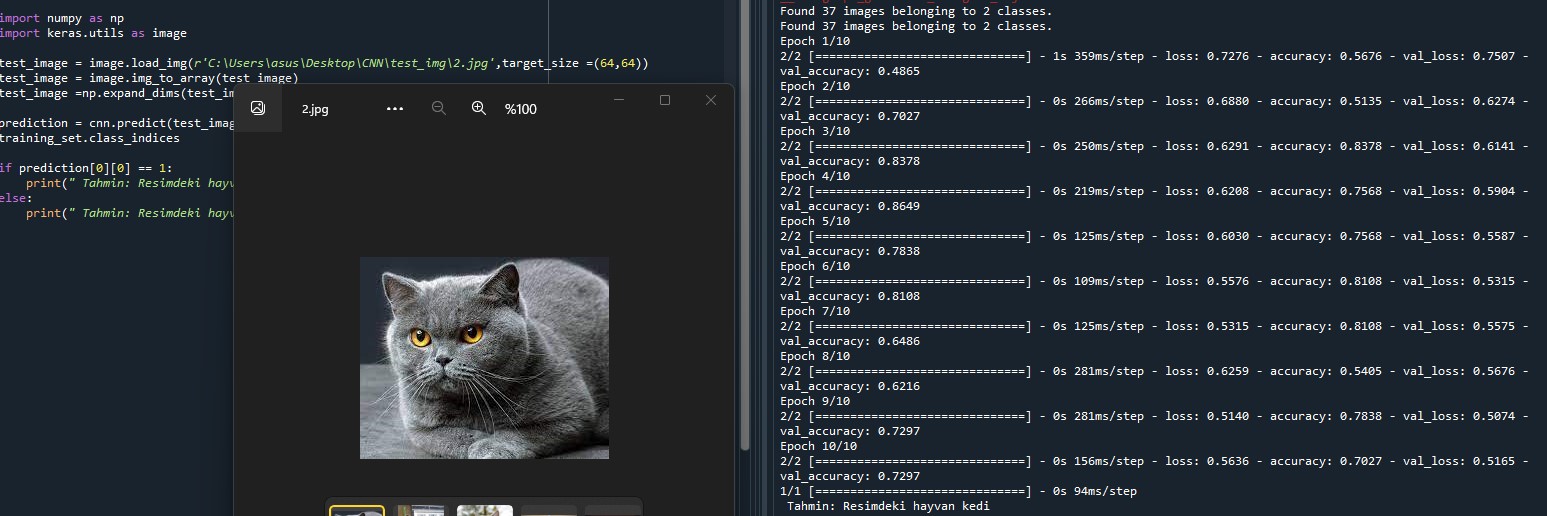 import numpy as np
import keras.utils as image
test_image = image.load_img(r'C:\Users\asus\Desktop\CNN\test_img\2.jpg',target_size =(64,64))
test_image = image.img_to_array(test_image)
test_image =np.expand_dims(test_im
prediction = cnn.predict(test_imag
training_set.class_indices
if prediction[0][0] == 1:
print(" Tahmin: Resimdeki hayv
else:
print(" Tahmin: Resimdeki hayv
2.jpg
%100
Found 37 images belonging to 2 classes.
Found 37 images belonging to 2 classes.
Epoch 1/10
2/2 [==============================] - 1s 359ms/step - loss: 0.7276 - accuracy: 0.5676 - val_loss: 0.7507 -
val_accuracy: 0.4865
Epoch 2/10
2/2 [==============================] - 0s 266ms/step - loss: 0.6880 - accuracy: 0.5135 - val_loss: 0.6274 -
val_accuracy: 0.7027
Epoch 3/10
2/2 [==============================] - 0s 250ms/step - loss: 0.6291 - accuracy: 0.8378 - val_loss: 0.6141 -
val_accuracy: 0.8378
Epoch 4/10
2/2 [==============================] - 0s 219ms/step - loss: 0.6208 - accuracy: 0.7568 - val_loss: 0.5904 -
val_accuracy: 0.8649
Epoch 5/10
2/2 [==============================] - 0s 125ms/step - loss: 0.6030 - accuracy: 0.7568 - val_loss: 0.5587 -
val_accuracy: 0.7838
Epoch 6/10
2/2 [==============================] - 0s 109ms/step - loss: 0.5576 - accuracy: 0.8108 - val_loss: 0.5315 -
val_accuracy: 0.8108
Epoch 7/10
2/2 [==============================] - 0s 125ms/step - loss: 0.5315 - accuracy: 0.8108 - val_loss: 0.5575 -
val_accuracy: 0.6486
Epoch 8/10
2/2 [==============================] - 0s 281ms/step - loss: 0.6259 - accuracy: 0.5405 - val_loss: 0.5676 -
val_accuracy: 0.6216
Epoch 9/10
2/2 [==============================] - 0s 281ms/step - loss: 0.5140 - accuracy: 0.7838 - val_loss: 0.5074 -
val_accuracy: 0.7297
Epoch 10/10
2/2 [==============================] - 0s 156ms/step - loss: 0.5636 - accuracy: 0.7027 - val_loss: 0.5165 -
val_accuracy: 0.7297
1/1 [==============================] - 0s 94ms/step
Tahmin: Resimdeki hayvan kedi